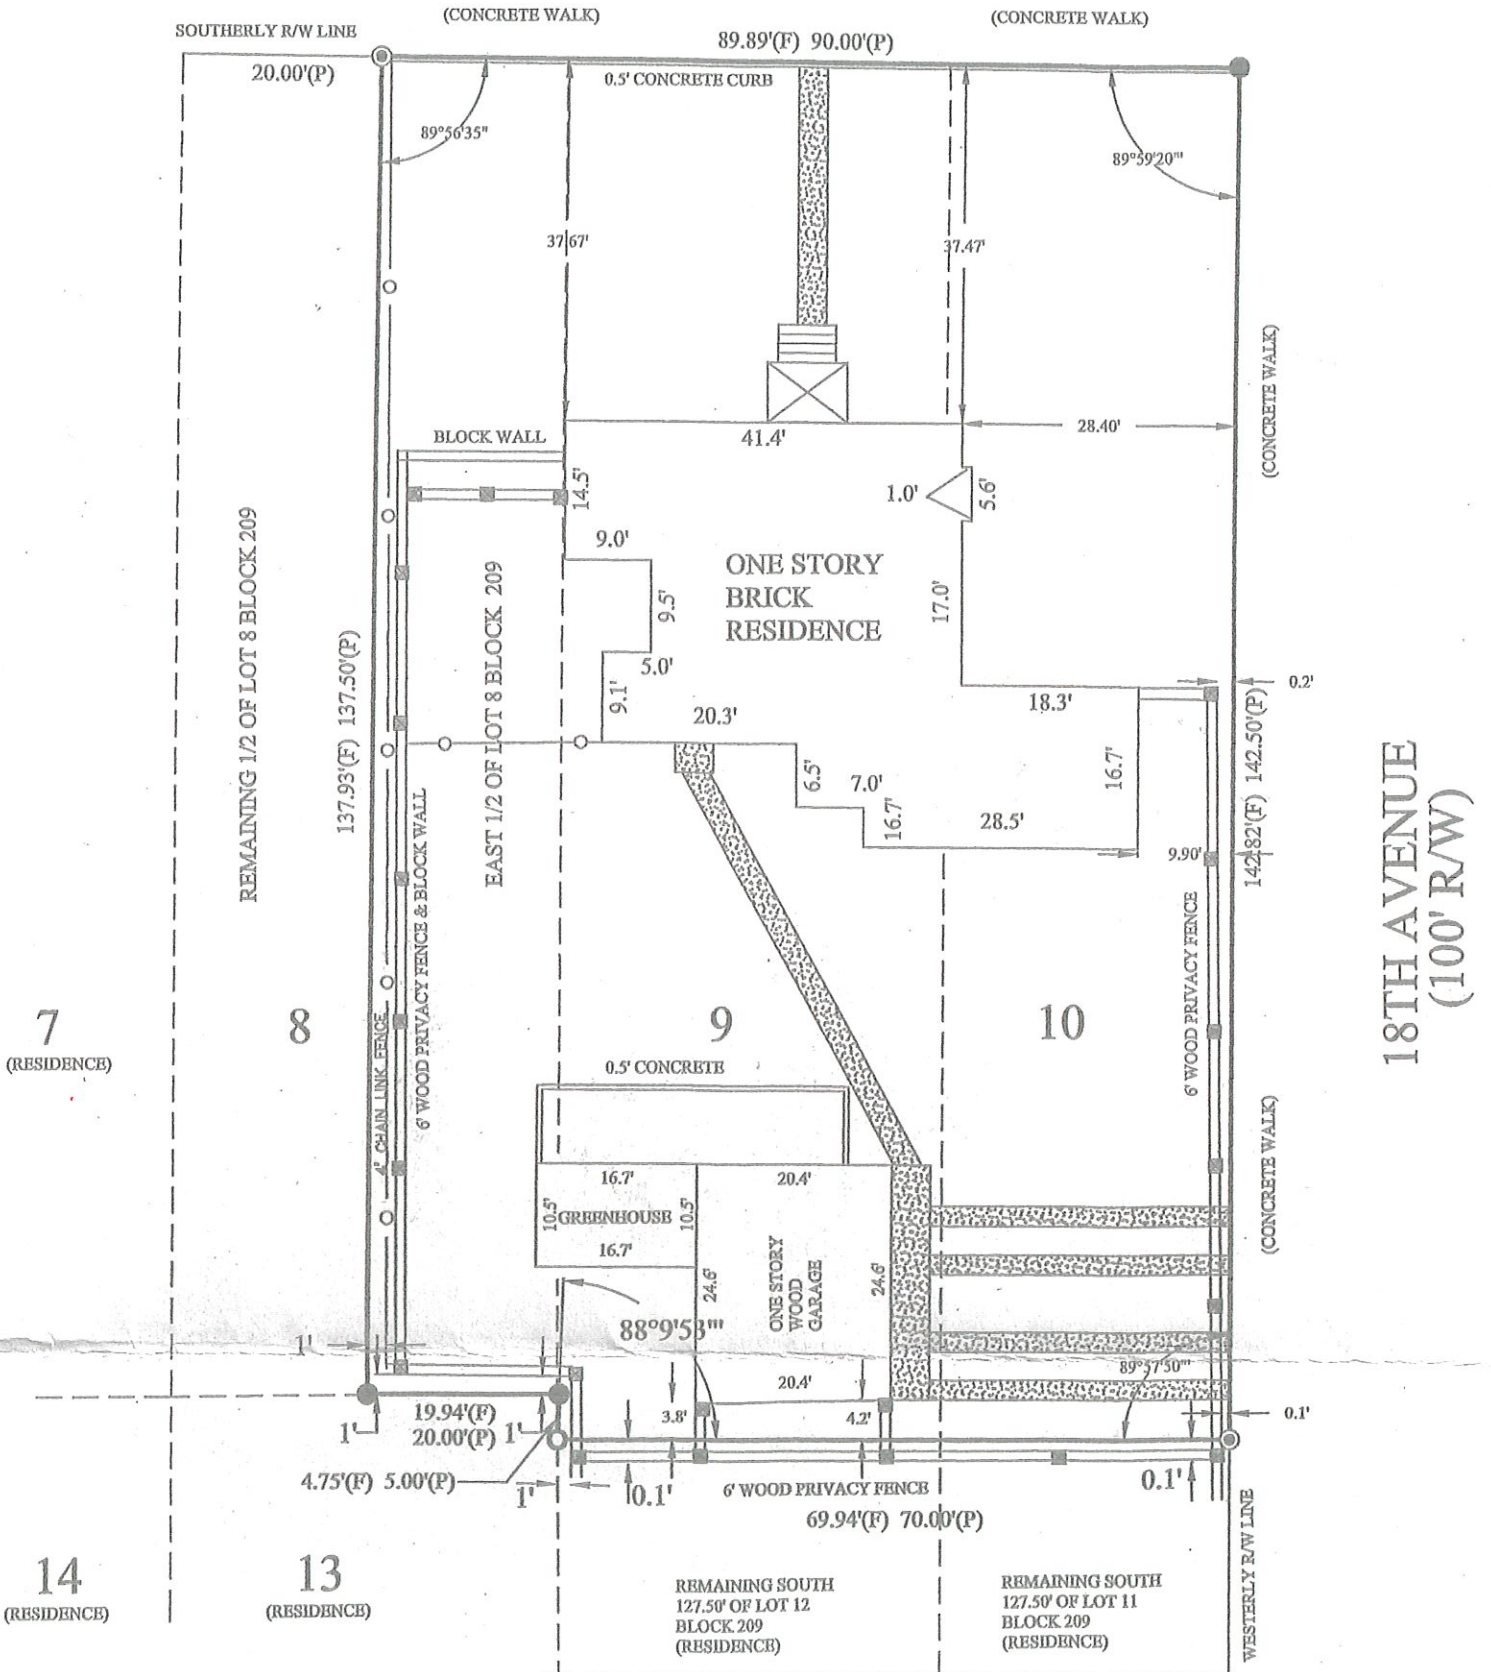 (CONCRETE WALK)
(CONCRETE WALK)
SOUTHERLY R/W LINE
89.89'(F) 90.00'(P)
20.00'(P)
0.5' CONCRETE CURB
89°56'35"
89°59'20'"
37.67'
37.47'
(CONCRETE WALK)
BLOCK WALL
41.4'
28.40'
14.5'
1.0'
5.6'
9.0'
ONE STORY
BRICK
RESIDENCE
9.5'
17.0'
REMAINING 1/2 OF LOT 8 BLOCK 209
EAST 1/2 OF LOT 8 BLOCK 209
5.0'
9.1'
0.2'
18.3'
20.3'
137.93'(F) 137.50'(P)
142.82'(F) 142.50'(P)
6.5'
7.0'
16.7'
16.7'
28.5'
9.90'
18TH AVENUE
(100' R/W)
6' WOOD PRIVACY FENCE & BLOCK WALL
6' WOOD PRIVACY FENCE
7
(RESIDENCE)
8
9
10
4' CHAIN LINK FENCE
0.5' CONCRETE
(CONCRETE WALK)
16.7'
20.4'
10.5'
GREENHOUSE
10.5'
16.7'
24.6'
ONE STORY
WOOD
GARAGE
24.6'
88°9'53'"
1'
89°57'50'"
20.4'
3.8'
4.2'
0.1'
19.94'(F)
20.00'(P)
1'
1'
4.75'(F) 5.00'(P)
1'
0.1'
6' WOOD PRIVACY FENCE
0.1'
69.94'(F) 70.00'(P)
WESTERLY R/W LINE
14
(RESIDENCE)
13
(RESIDENCE)
REMAINING SOUTH
127.50' OF LOT 12
BLOCK 209
(RESIDENCE)
REMAINING SOUTH
127.50' OF LOT 11
BLOCK 209
(RESIDENCE)